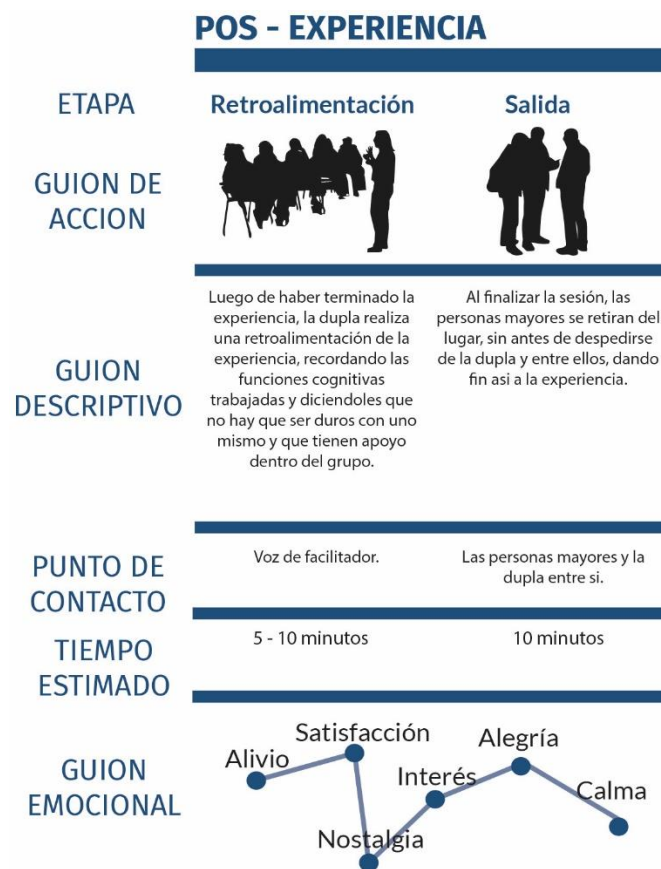 POS - EXPERIENCIA
ETAPA
Retroalimentación
Salida
GUION DE
ACCION
GUION
DESCRIPTIVO
Luego de haber terminado la
experiencia, la dupla realiza
una retroalimentación de la
experiencia, recordando las
funciones cognitivas
trabajadas y diciendoles que
no hay que ser duros con uno
mismo y que tienen apoyo
dentro del grupo.
Al finalizar la sesión, las
personas mayores se retiran del
lugar, sin antes de despedirse
de la dupla y entre ellos, dando
fin asi a la experiencia.
PUNTO DE
CONTACTO
Voz de facilitador.
Las personas mayores y la
dupla entre si.
TIEMPO
ESTIMADO
5 - 10 minutos
10 minutos
GUION
EMOCIONAL
Alivio
Satisfacción
Nostalgia
Interés
Alegría
Calma